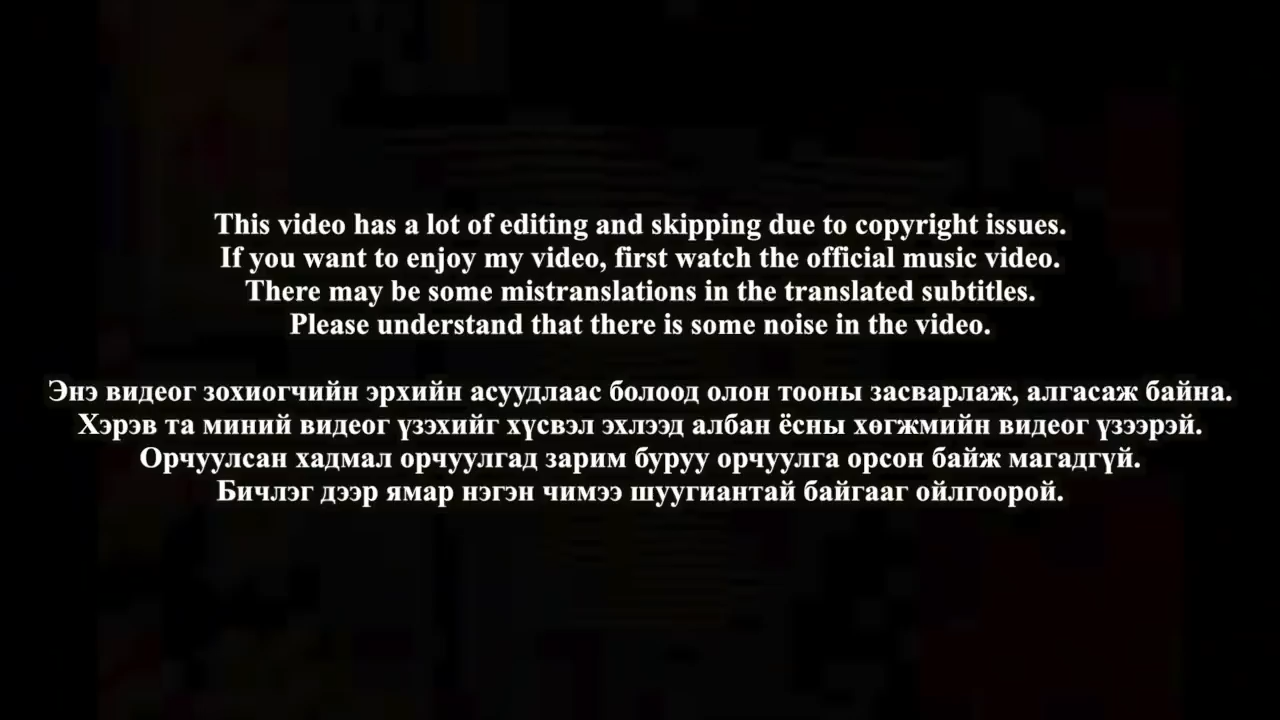 This video has a lot of editing and skipping due to copyright issues.
If you want to enjoy my video, first watch the official music video.
There may be some mistranslations in the translated subtitles.
Please understand that there is some noise in the video.
Энэ видеог зохиогчийн эрхийн асуудлаас болоод олон тооны засварлаж, алгасаж байна.
Хэрэв та миний видеог үзэхийг хүсвэл эхлээд албан ёсны хөгжмийн видеог үзээрэй.
Орчуулсан хадмал орчуулгад зарим буруу орчуулга орсон байж магадгүй.
Бичлэг дээр ямар нэгэн чимээ шуугиантай байгааг ойлгоорой.